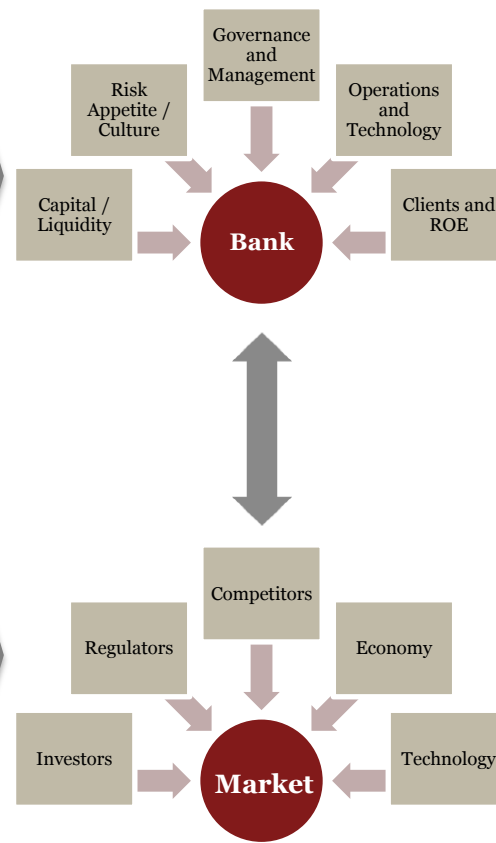 Governance
and
Management
Risk
Appetite /
Culture
Operations
and
Technology
Capital /
Liquidity
Clients and
ROE
Bank
Competitors
Regulators
Economy
Investors
Technology
Market